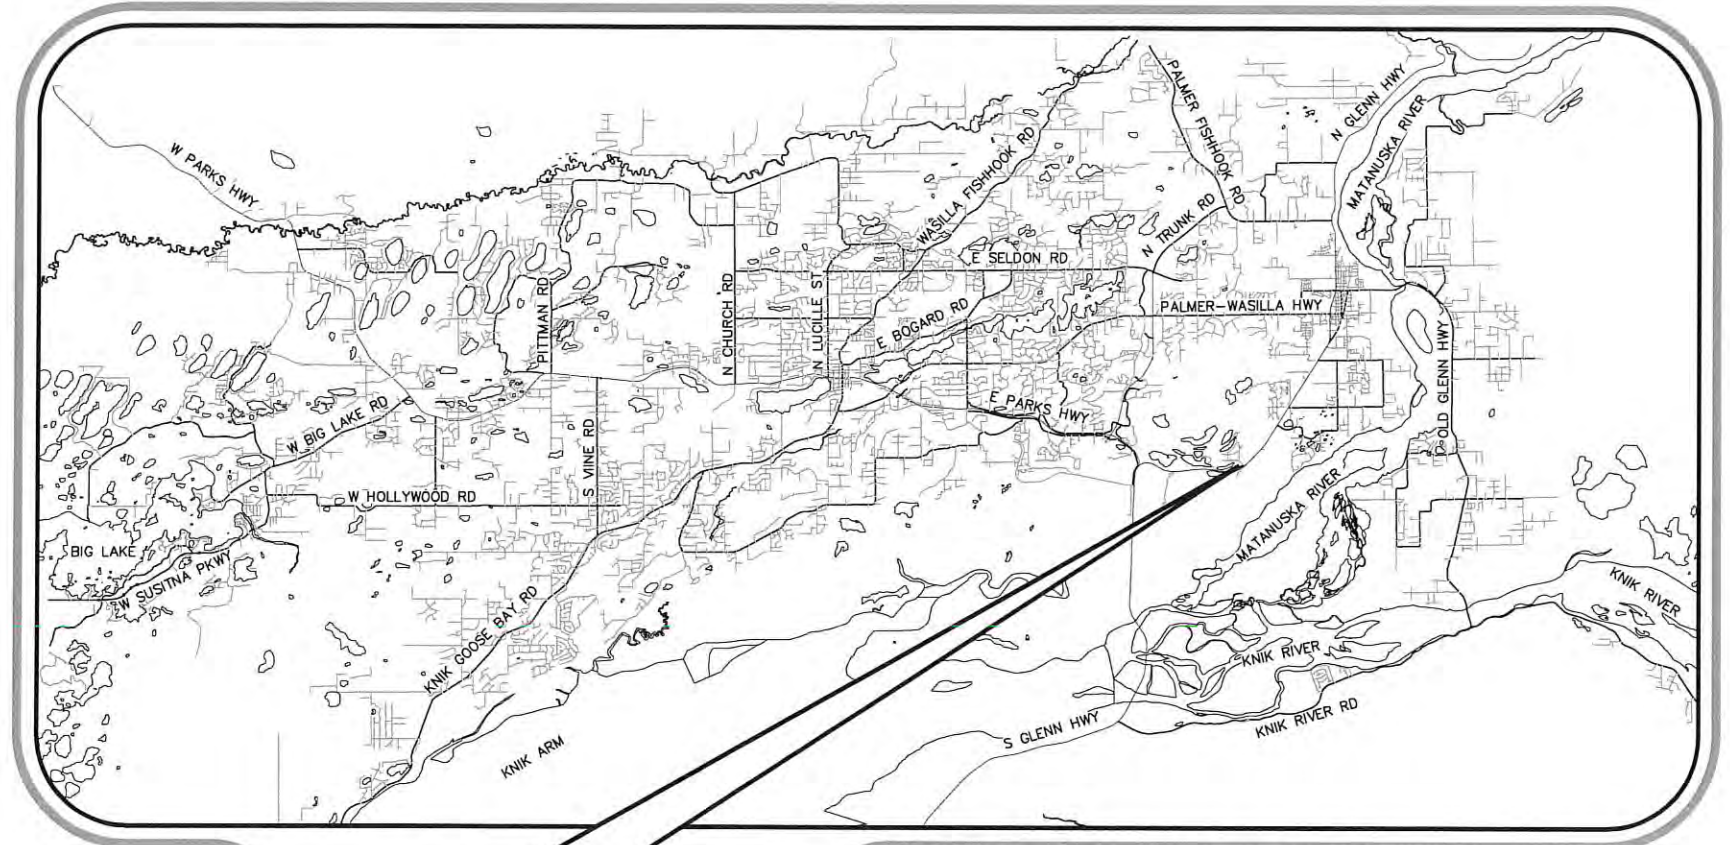 W PARKS HWY
PALMER FISHHOOK RD
N GLENN HWY
MATANUSKA RIVER
WASILLA FISHHOOK RD
N TRUNK RD
E SELDON RD
PITTMAN RD
N CHURCH RD
N LUCILLE ST
E BOGARD RD
PALMER-WASILLA HWY
OLD GLENN HWY
W BIG LAKE RD
E PARKS HWY
S VINE RD
W HOLLYWOOD RD
MATANUSKA RIVER
BIG LAKE
W SUSITNA PKWY
KNIK GOOSE BAY RD
KNIK RIVER
KNIK RIVER
KNIK ARM
S GLENN HWY
KNIK RIVER RD